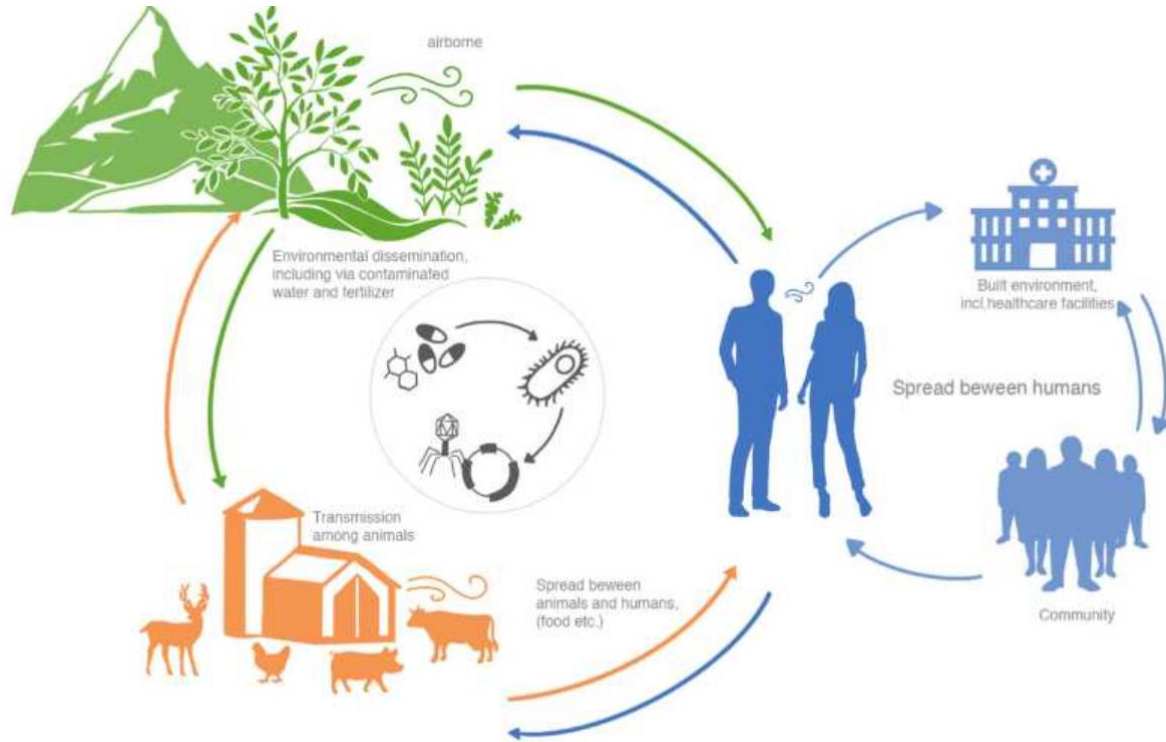 airborne
Environmental dissemination,
including via contaminated
water and fertilizer
Built environment,
incl.healthcare facilities
Spread beween humans
Transmission
among animals
Spread beween
animals and humans,
(food etc.)
Community